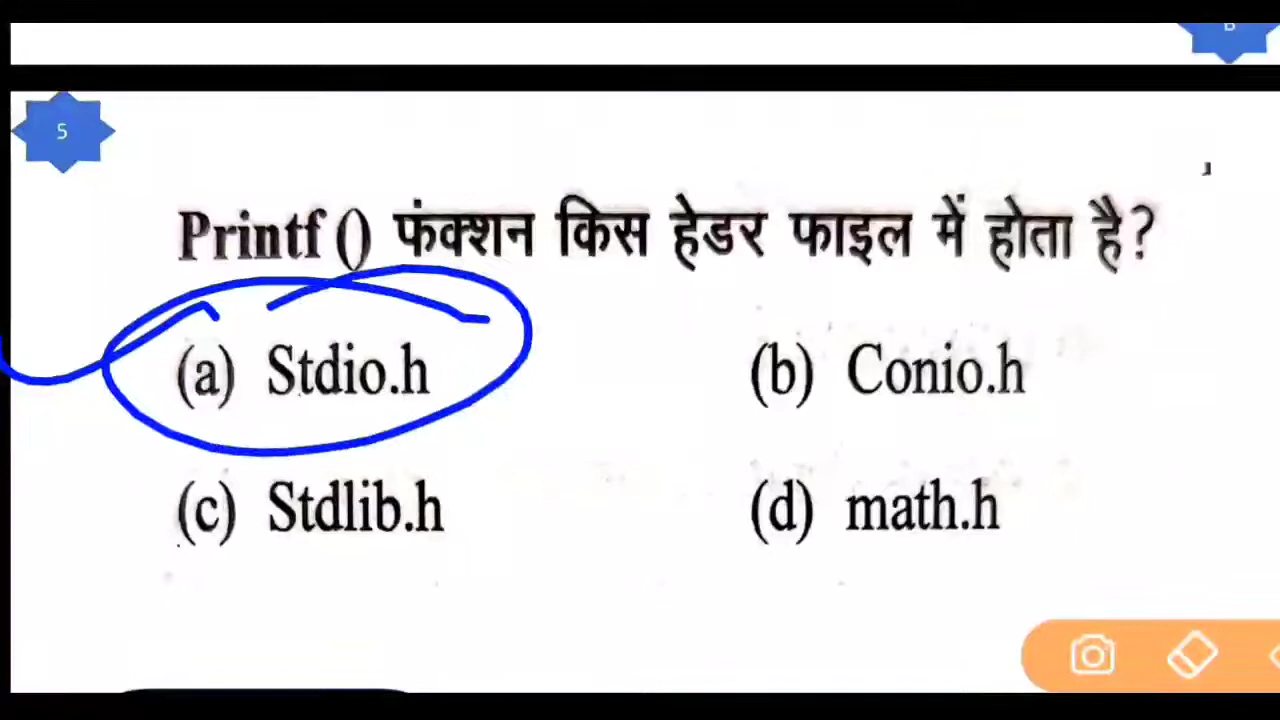 5
Printf () फंक्शन किस हेडर फाइल में होता है?
(a) Stdio.h
(b) Conio.h
(c) Stdlib.h
(d) math.h